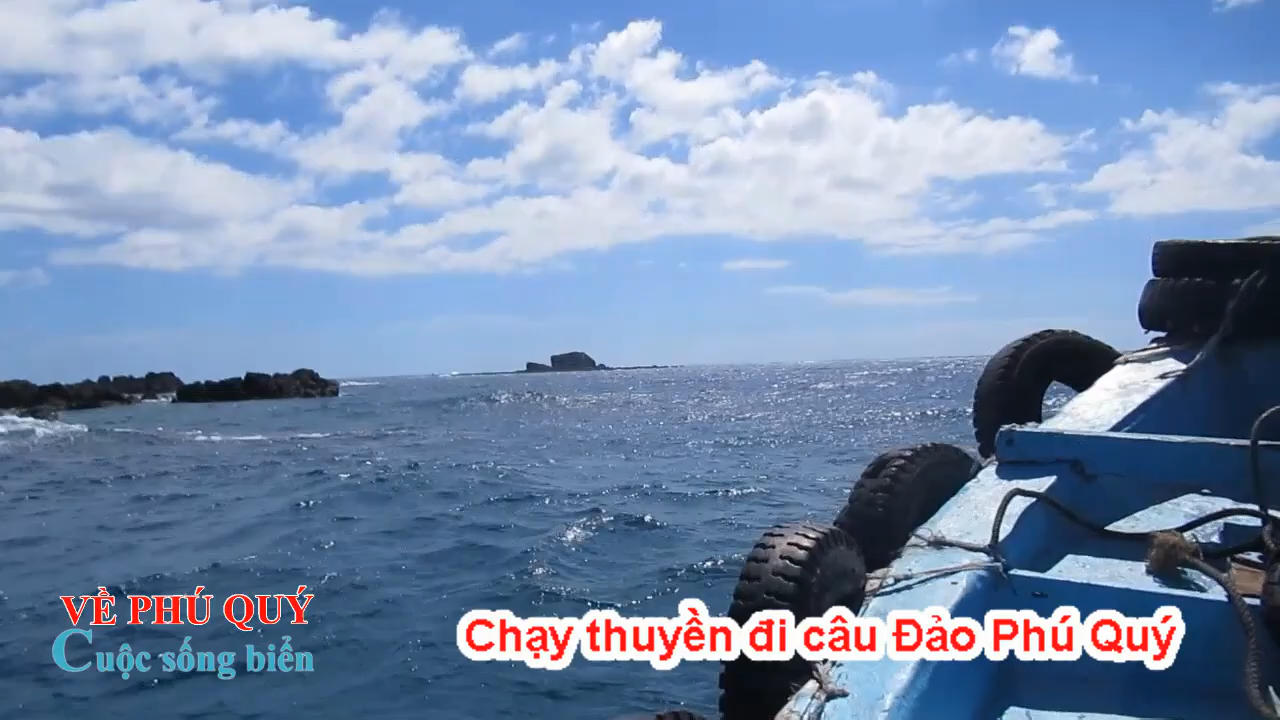 VỀ PHÚ QUÝ
Cuộc sống biển
Chạy thuyền đi câu Đảo Phú Quý